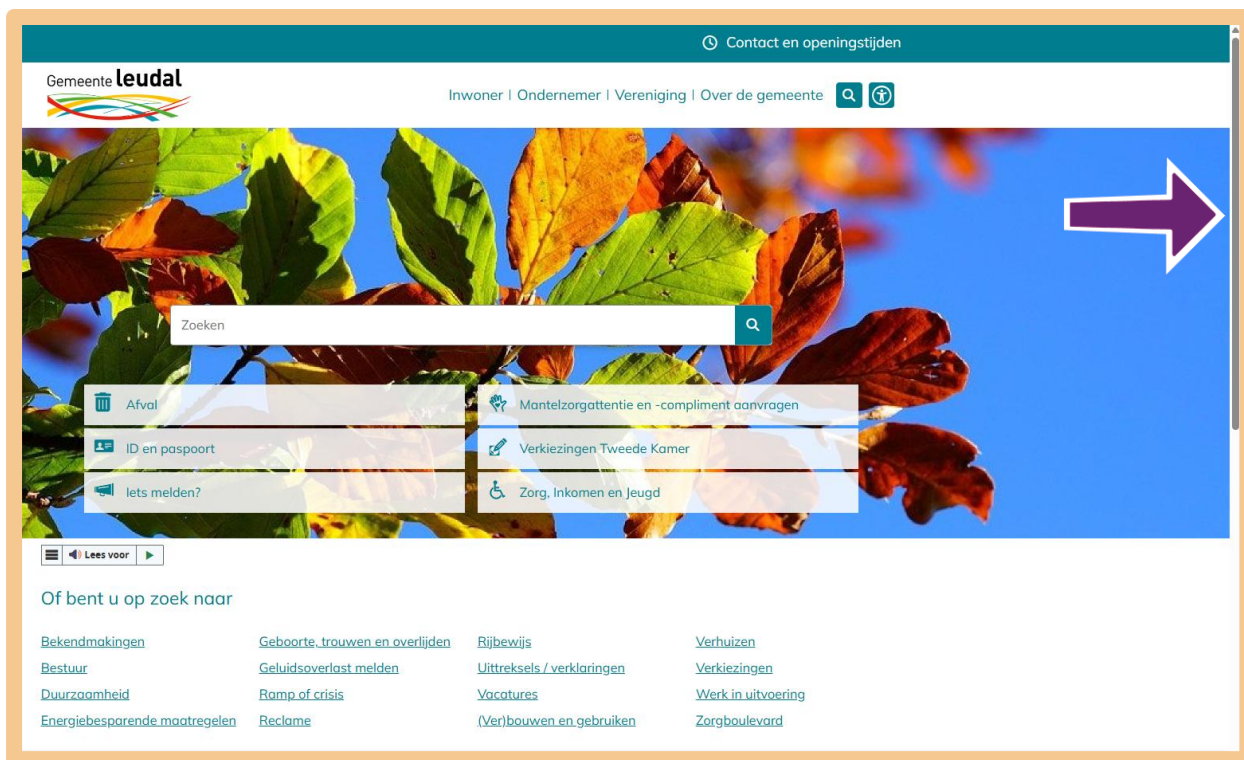 Contact en openingstijden
Gemeente leudal
Inwoner | Ondernemer | Vereniging | Over de gemeente
Zoeken
Afval
Mantelzorgattentie en -compliment aanvragen
ID en paspoort
Verkiezingen Tweede Kamer
Iets melden?
Zorg, Inkomen en Jeugd
Lees voor
Of bent u op zoek naar
Bekendmakingen Geboorte, trouwen en overlijden Rijbewijs Verhuizen
Bestuur Geluidsoverlast melden Uittreksels / verklaringen Verkiezingen
Duurzaamheid Ramp of crisis Vacatures Werk in uitvoering
Energiebesparende maatregelen Reclame (Ver)bouwen en gebruiken Zorgboulevard